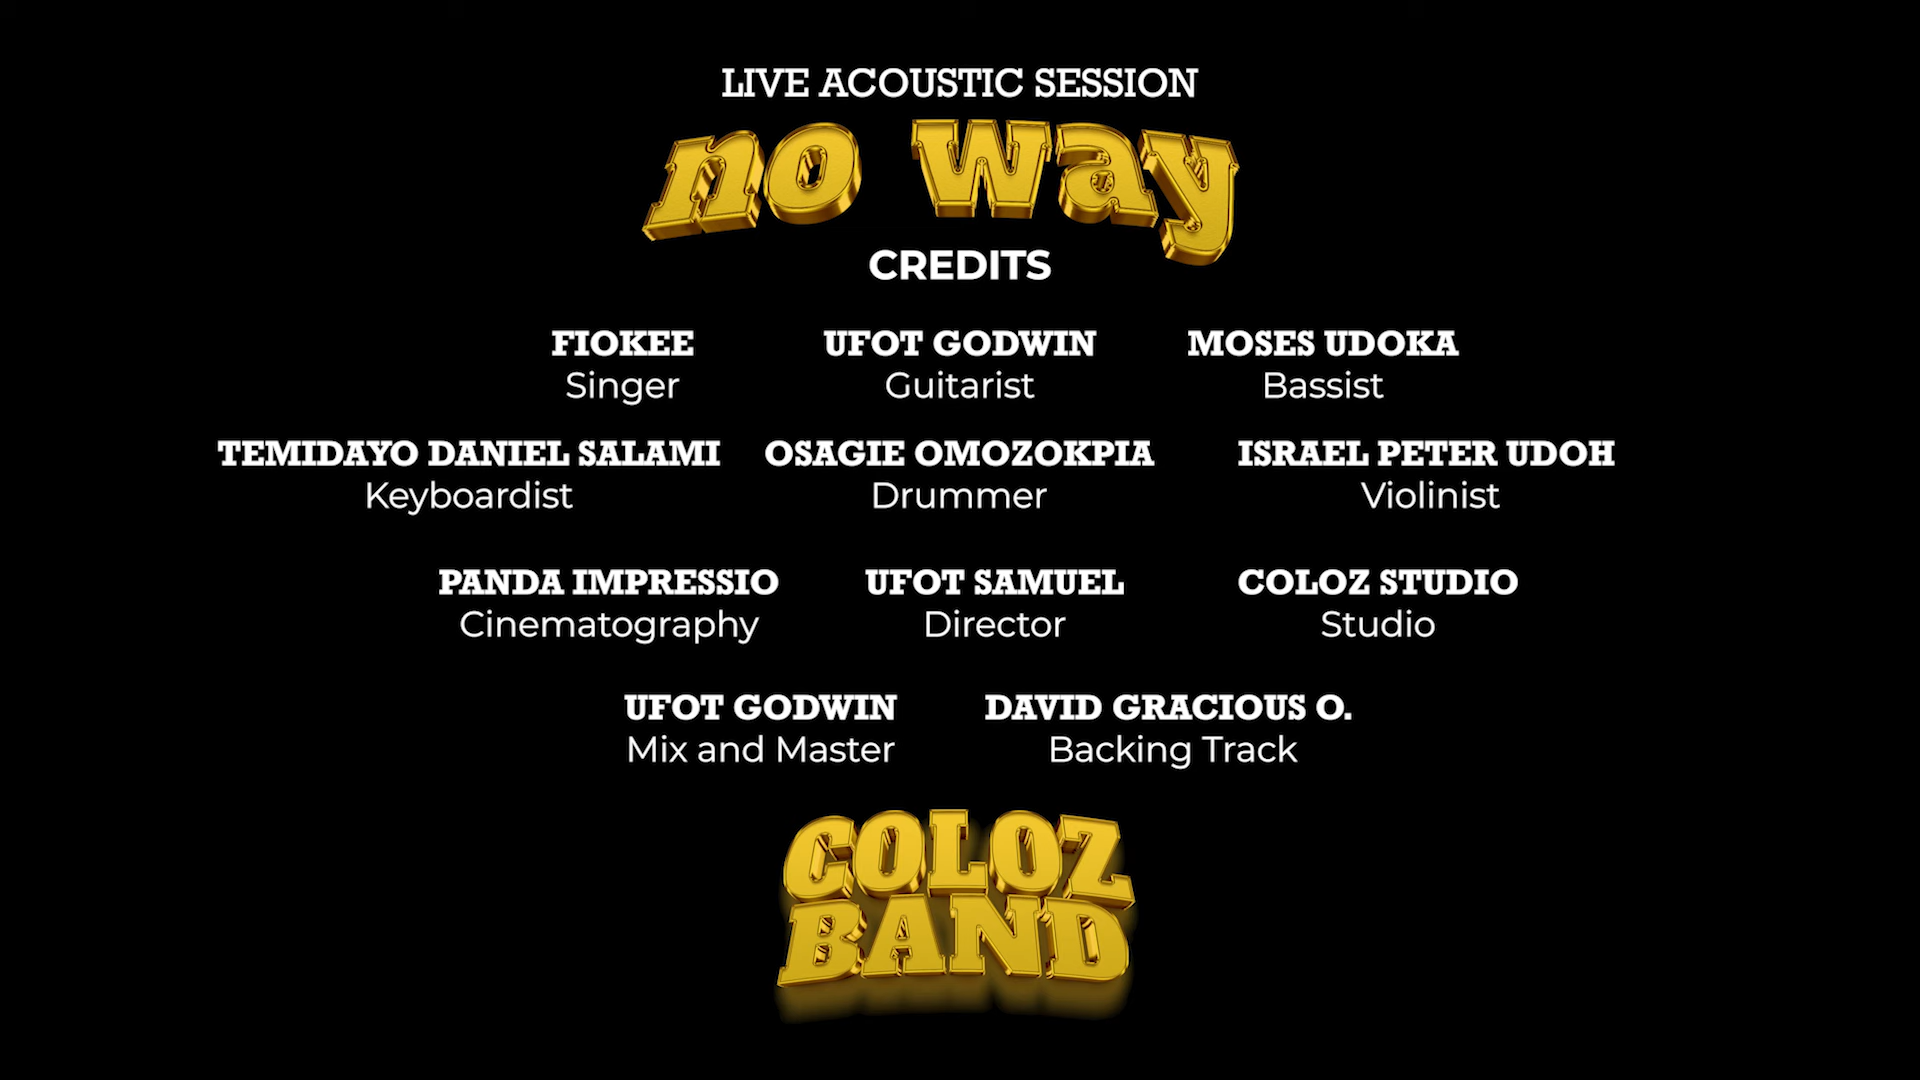 LIVE ACOUSTIC SESSION
no way
CREDITS
FIOKEE UFOT GODWIN MOSES UDOKA
Singer Guitarist Bassist
TEMIDAYO DANIEL SALAMI OSAGIE OMOZOKPIA ISRAEL PETER UDOH
Keyboardist Drummer Violinist
PANDA IMPRESSIO UFOT SAMUEL COLOZ STUDIO
Cinematography Director Studio
UFOT GODWIN DAVID GRACIOUS O.
Mix and Master Backing Track
COLOZ
BAND